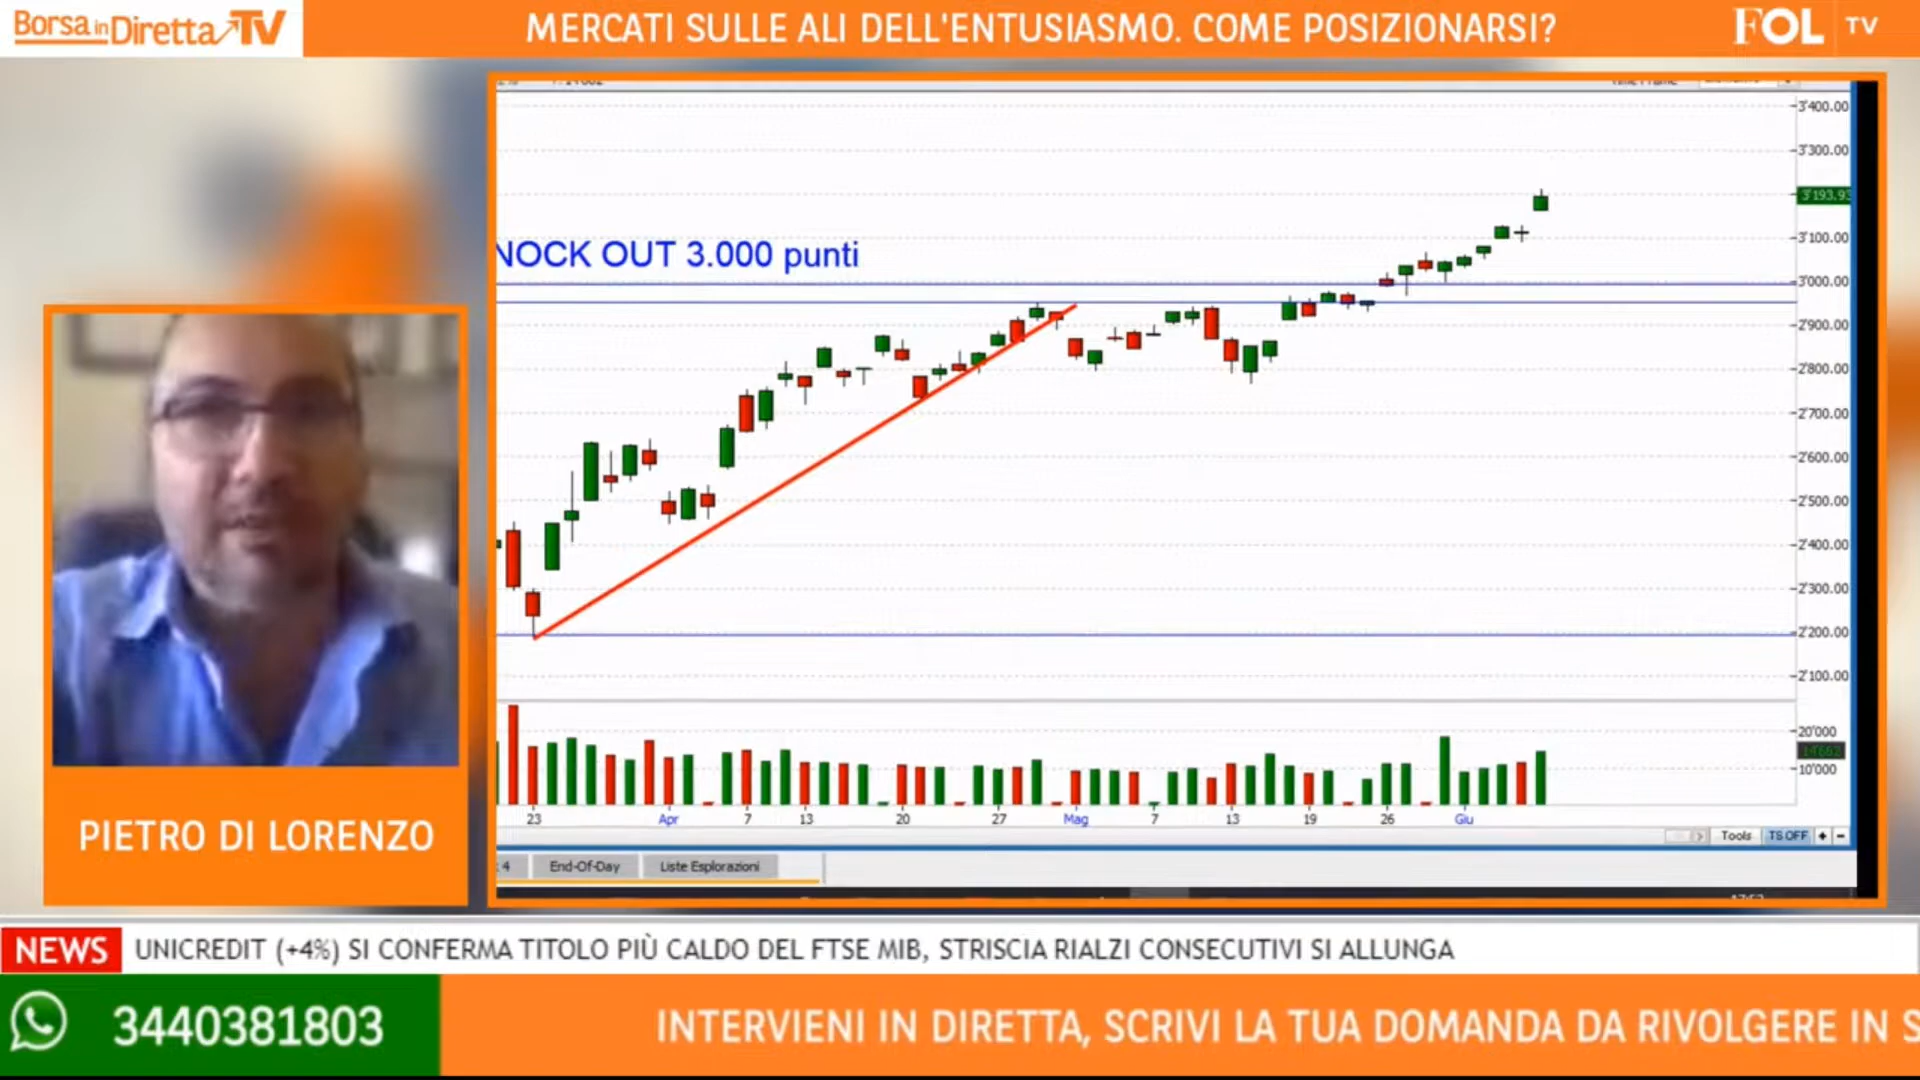 Borsa in Diretta TV
MERCATI SULLE ALI DELL'ENTUSIASMO. COME POSIZIONARSI?
FOL TV
3'400.00
3'300.00
3'193.93
NOCK OUT 3.000 punti
3'100.00
3'000.00
2'900.00
2'800.00
2'700.00
2'600.00
2'500.00
2'400.00
2'300.00
2'200.00
2'100.00
20'000
10'000
23 Apr 7 13 20 27 Mag 7 13 19 26 Giu
Tools TS OFF + -
4 End-Of-Day Liste Esplorazioni
PIETRO DI LORENZO
NEWS UNICREDIT (+4%) SI CONFERMA TITOLO PIÙ CALDO DEL FTSE MIB, STRISCIA RIALZI CONSECUTIVI SI ALLUNGA
3440381803 INTERVIENI IN DIRETTA, SCRIVI LA TUA DOMANDA DA RIVOLGERE IN S